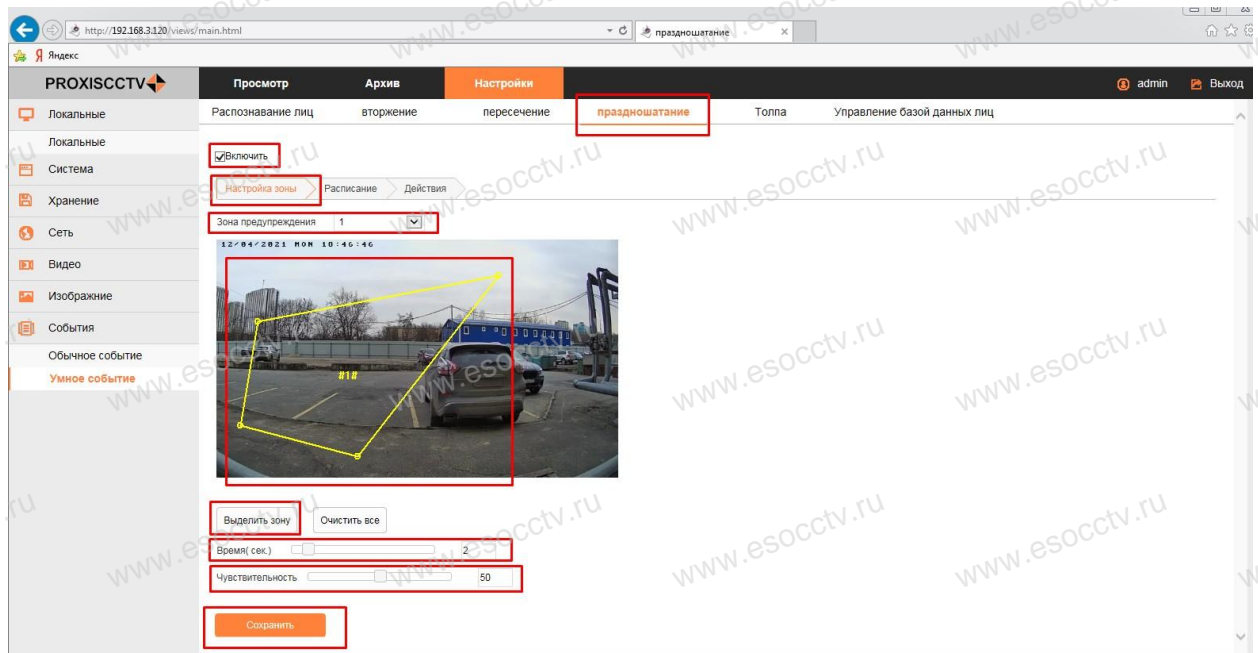 http://192.168.3.120/views/main.html
праздношатание
Яндекс
PROXISCCTV
Просмотр
Архив
Настройки
admin
Выход
Локальные
Локальные
Система
Хранение
Сеть
Видео
Изображние
События
Обычное событие
Умное событие
Распознавание лиц
вторжение
пересечение
праздношатание
Толпа
Управление базой данных лиц
Включить
Настройка зоны
Расписание
Действия
Зона предупреждения 1
12/04/2021 MON 10:46:46
#1#
Выделить зону
Очистить все
Время( сек.) 2
Чувствительность 50
Сохранить
www.esocctv.ru